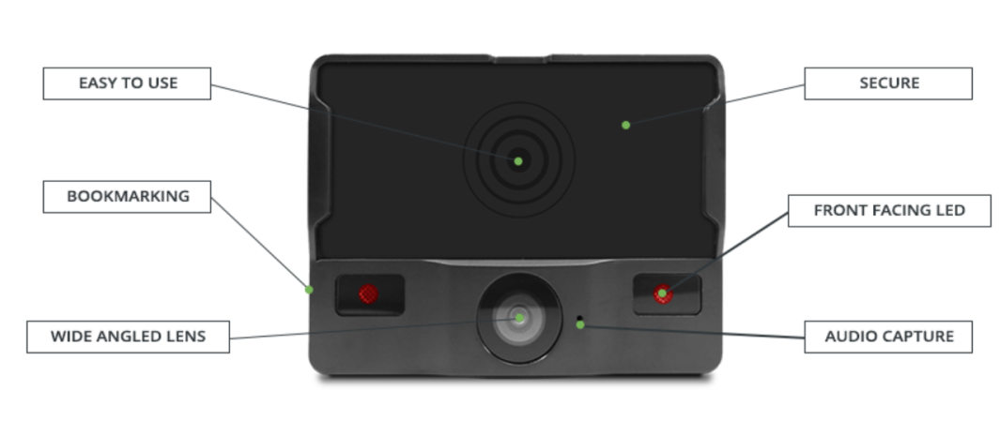 EASY TO USE
SECURE
BOOKMARKING
FRONT FACING LED
WIDE ANGLED LENS
AUDIO CAPTURE